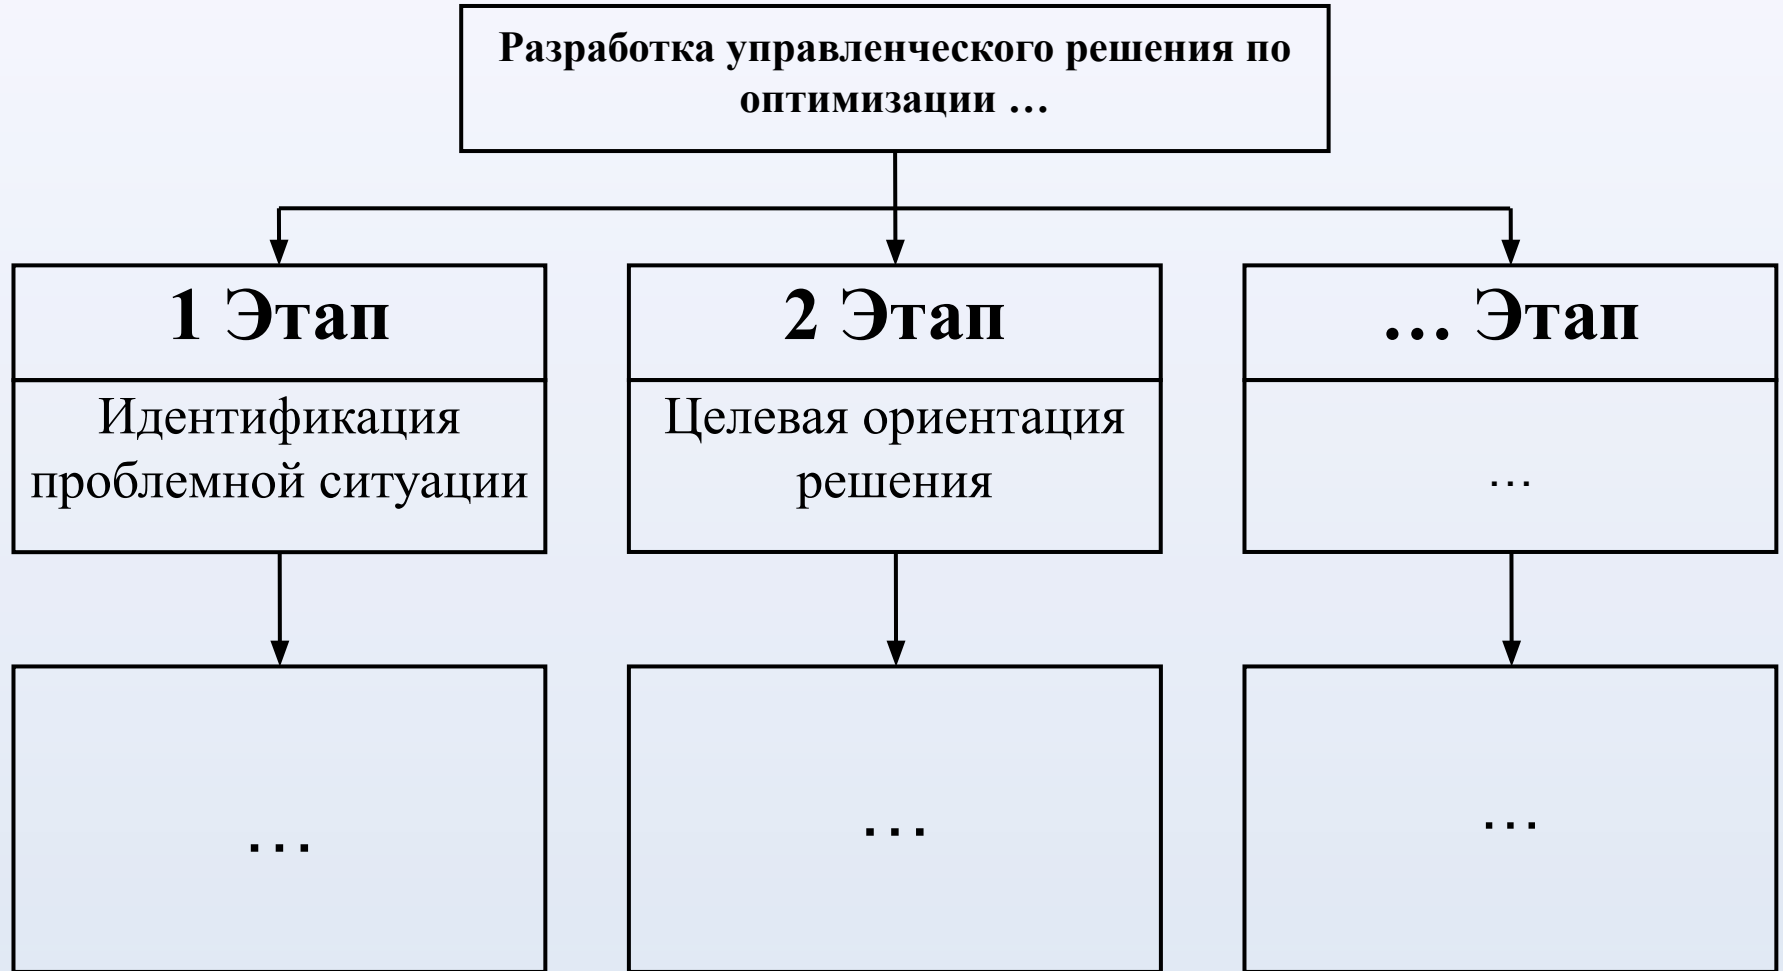 Разработка управленческого решения по
оптимизации …
1 Этап
Идентификация
проблемной ситуации
…
2 Этап
Целевая ориентация
решения
…
… Этап
…
…